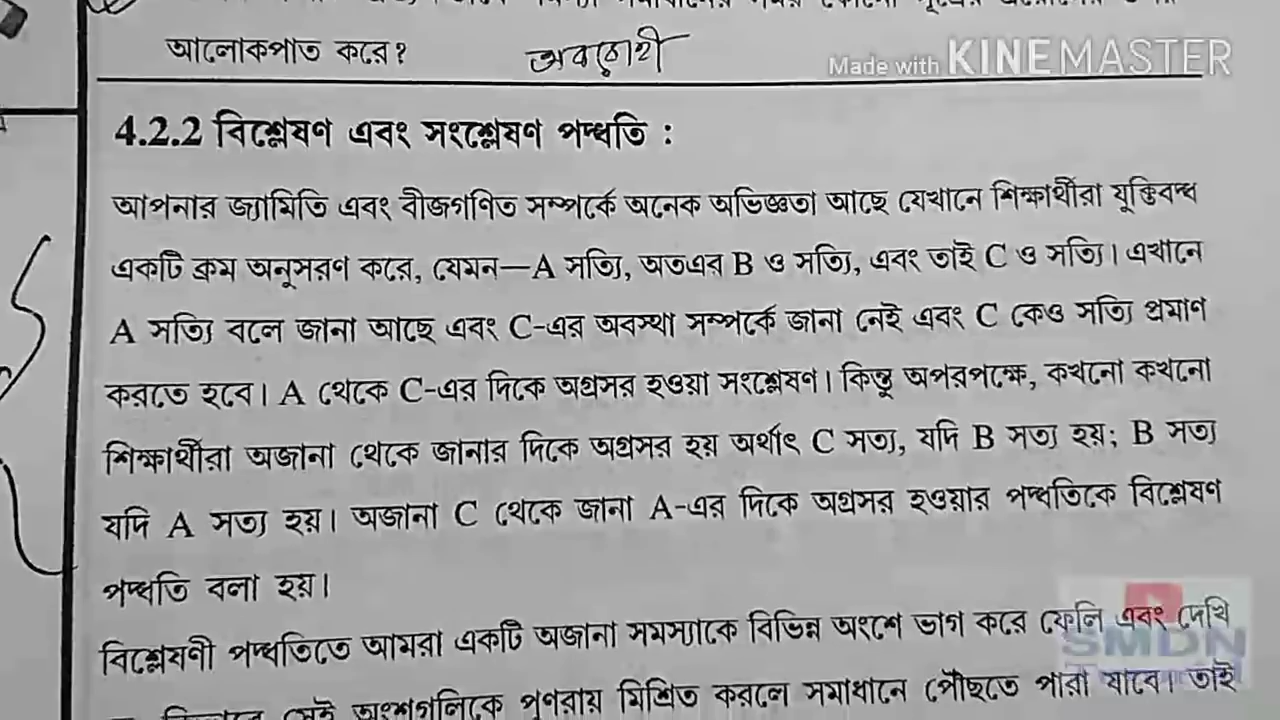 আলোকপাত করে? অবরোহী
Made with KINEMASTER
4.2.2 বিশ্লেষণ এবং সংশ্লেষণ পদ্ধতি :
আপনার জ্যামিতি এবং বীজগণিত সম্পর্কে অনেক অভিজ্ঞতা আছে যেখানে শিক্ষার্থীরা যুক্তিবদ্ধ
একটি ক্রম অনুসরণ করে, যেমন—A সত্যি, অতএব B ও সত্যি, এবং তাই C ও সত্যি। এখানে
A সত্যি বলে জানা আছে এবং C-এর অবস্থা সম্পর্কে জানা নেই এবং C কেও সত্যি প্রমাণ
করতে হবে। A থেকে C-এর দিকে অগ্রসর হওয়া সংশ্লেষণ। কিন্তু অপরপক্ষে, কখনো কখনো
শিক্ষার্থীরা অজানা থেকে জানার দিকে অগ্রসর হয় অর্থাৎ C সত্য, যদি B সত্য হয়; B সত্য
যদি A সত্য হয়। অজানা C থেকে জানা A-এর দিকে অগ্রসর হওয়ার পদ্ধতিকে বিশ্লেষণ
পদ্ধতি বলা হয়।
বিশ্লেষণী পদ্ধতিতে আমরা একটি অজানা সমস্যাকে বিভিন্ন অংশে ভাগ করে ফেলি এবং দেখি
SMDN
সেই অংশগুলিকে পুণরায় মিশ্রিত করলে সমাধানে পৌঁছতে পারা যাবে। তাই